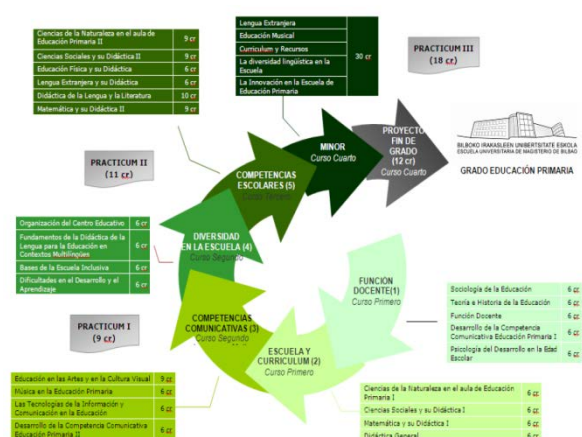 Ciencias de la Naturaleza en el aula de
Educación Primaria II
9 cr
Ciencias Sociales y su Didáctica II
9 cr
Educación Física y su Didáctica
6 cr
Lengua Extranjera y su Didáctica
6 cr
Didáctica de la Lengua y la Literatura
10 cr
Matemática y su Didáctica II
9 cr
Lengua Extranjera
Educación Musical
Curriculum y Recursos
La diversidad lingüística en la
Escuela
La Innovación en la Escuela de
Educación Primaria
30 cr
PRACTICUM III
(18 cr)
BILBOKO IRAKASLEEN UNIBERTSITATE ESKOLA
ESCUELA UNIVERSITARIA DE MAGISTERIO DE BILBAO
GRADO EDUCACIÓN PRIMARIA
PROYECTO
FIN DE
GRADO
(12 cr)
Curso Cuarto
MINOR
Curso Cuarto
COMPETENCIAS
ESCOLARES (5)
Curso Tercero
PRACTICUM II
(11 cr)
DIVERSIDAD
EN LA ESCUELA (4)
Curso Segundo
Organización del Centro Educativo
6 cr
Fundamentos de la Didáctica de la
Lengua para la Educación en
Contextos Multilingües
6 cr
Bases de la Escuela Inclusiva
6 cr
Dificultades en el Desarrollo y el
Aprendizaje
6 cr
FUNCIÓN
DOCENTE(1)
Curso Primero
Sociología de la Educación
6 cr
Teoría e Historia de la Educación
6 cr
Función Docente
6 cr
Desarrollo de la Competencia
Comunicativa Educación Primaria I
6 cr
Psicología del Desarrollo en la Edad
Escolar
6 cr
COMPETENCIAS
COMUNICATIVAS (3)
Curso Segundo
PRACTICUM I
(9 cr)
ESCUELA Y
CURRICULUM (2)
Curso Primero
Educación en las Artes y en la Cultura Visual
9 cr
Música en la Educación Primaria
6 cr
Las Tecnologías de la Información y
Comunicación en la Educación
6 cr
Desarrollo de la Competencia Comunicativa
Educación Primaria II
6 cr
Ciencias de la Naturaleza en el aula de Educación
Primaria I
6 cr
Ciencias Sociales y su Didáctica I
6 cr
Matemática y su Didáctica I
6 cr
Didáctica General
6 cr